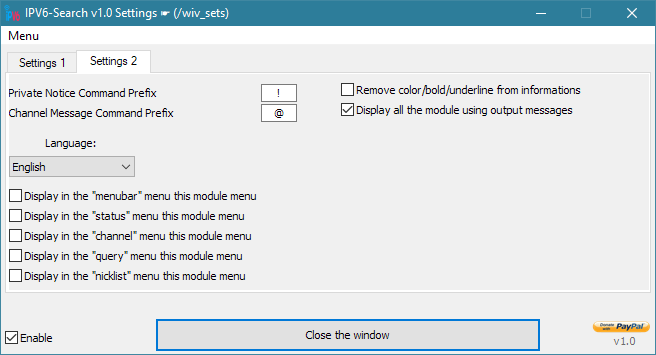 IPV6-Search v1.0 Settings ☛ (/wiv_sets)
Menu
Settings 1 Settings 2
Private Notice Command Prefix ! Remove color/bold/underline from informations
Channel Message Command Prefix @ Display all the module using output messages
Language:
English
Display in the "menubar" menu this module menu
Display in the "status" menu this module menu
Display in the "channel" menu this module menu
Display in the "query" menu this module menu
Display in the "nicklist" menu this module menu
Enable Close the window Donate with PayPal
v1.0